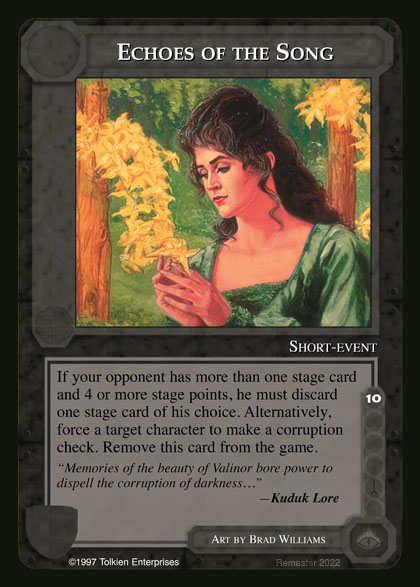 Echoes of the Song
Short-event
If your opponent has more than one stage card
and 4 or more stage points, he must discard
one stage card of his choice. Alternatively,
force a target character to make a corruption
check. Remove this card from the game.
10
“Memories of the beauty of Valinor bore power to
dispell the corruption of darkness…”
–Kuduk Lore
Art by Brad Williams
©1997 Tolkien Enterprises
Remaster 2022